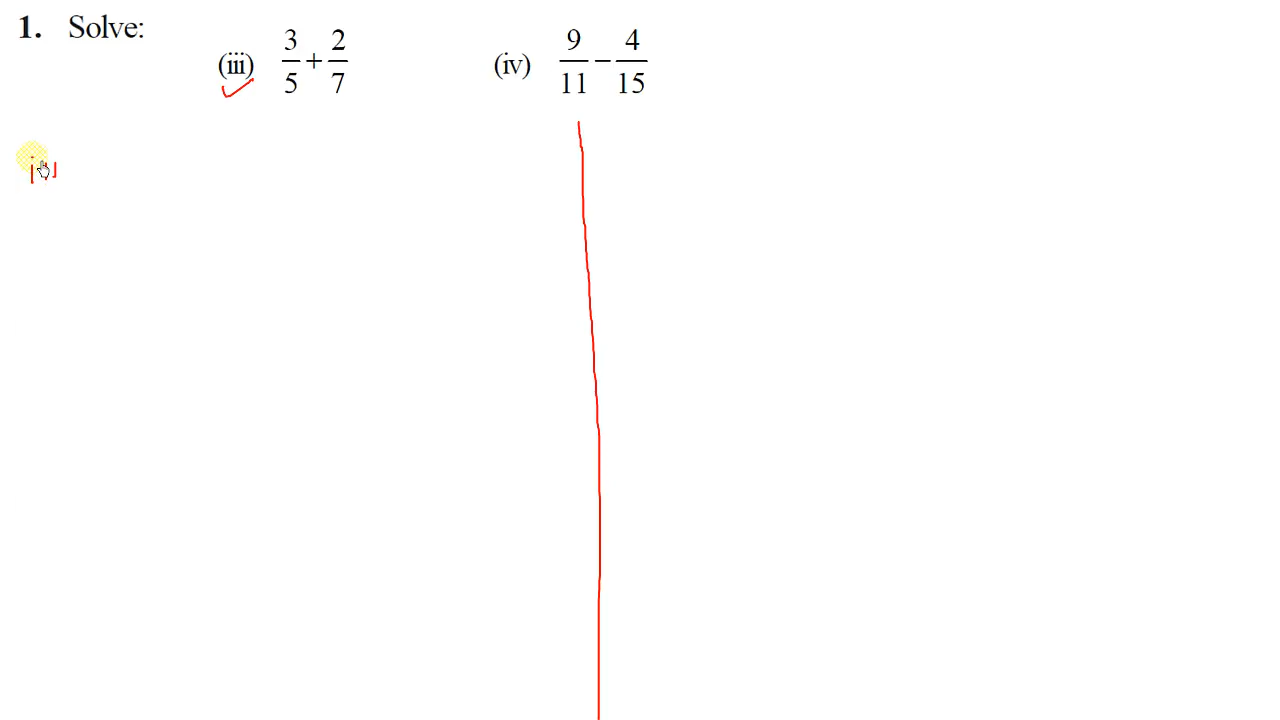 1. Solve:
(iii) 3/5 + 2/7 (iv) 9/11 − 4/15